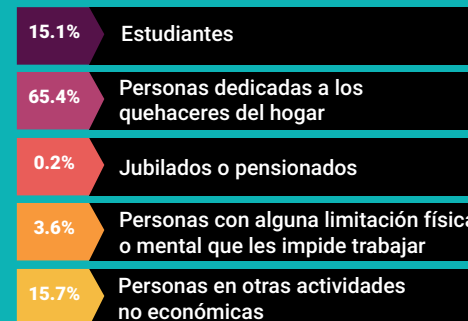 15.1%
Estudiantes
65.4%
Personas dedicadas a los
quehaceres del hogar
0.2%
Jubilados o pensionados
3.6%
Personas con alguna limitación física
o mental que les impide trabajar
15.7%
Personas en otras actividades
no económicas